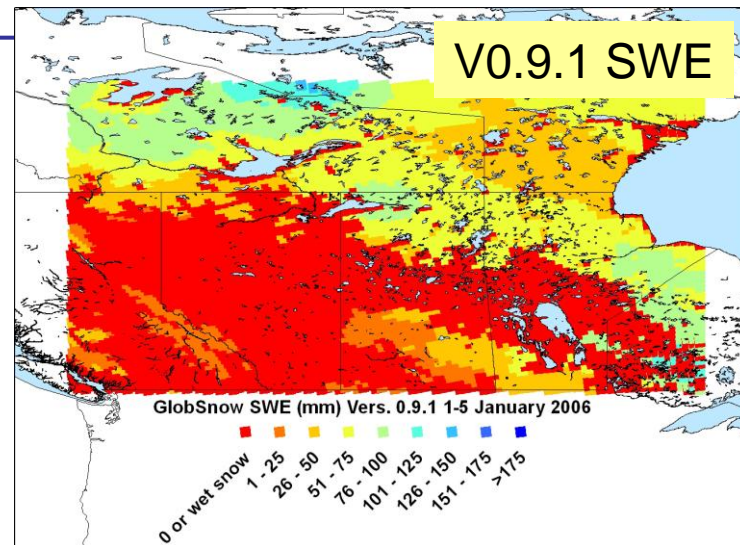 V0.9.1 SWE
GlobSnow SWE (mm) Vers. 0.9.1 1-5 January 2006
0 or wet snow
1 - 25
26 - 50
51 - 75
76 - 100
101 - 125
126 - 150
151 - 175
>175